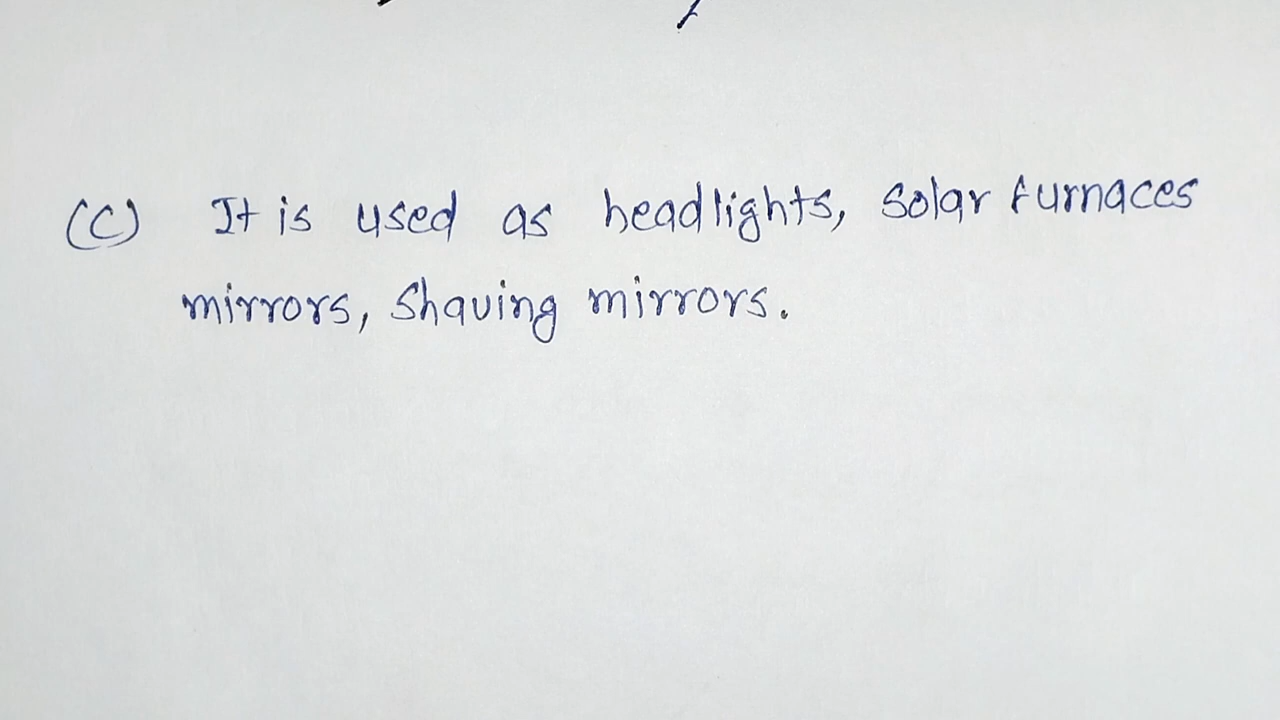 (C) It is used as headlights, solar furnaces
mirrors, Shaving mirrors.